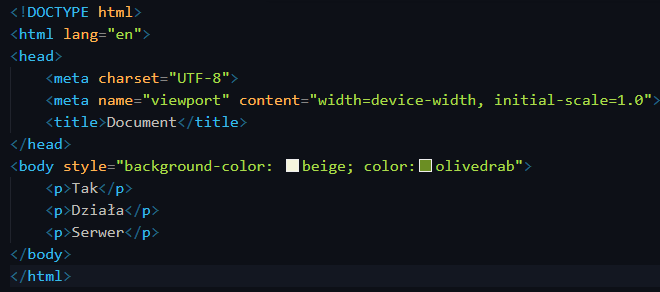 <!DOCTYPE html>
<html lang="en">
<head>
    <meta charset="UTF-8">
    <meta name="viewport" content="width=device-width, initial-scale=1.0">
    <title>Document</title>
</head>
<body style="background-color: beige; color:olivedrab">
    <p>Tak</p>
    <p>Działa</p>
    <p>Serwer</p>
</body>
</html>